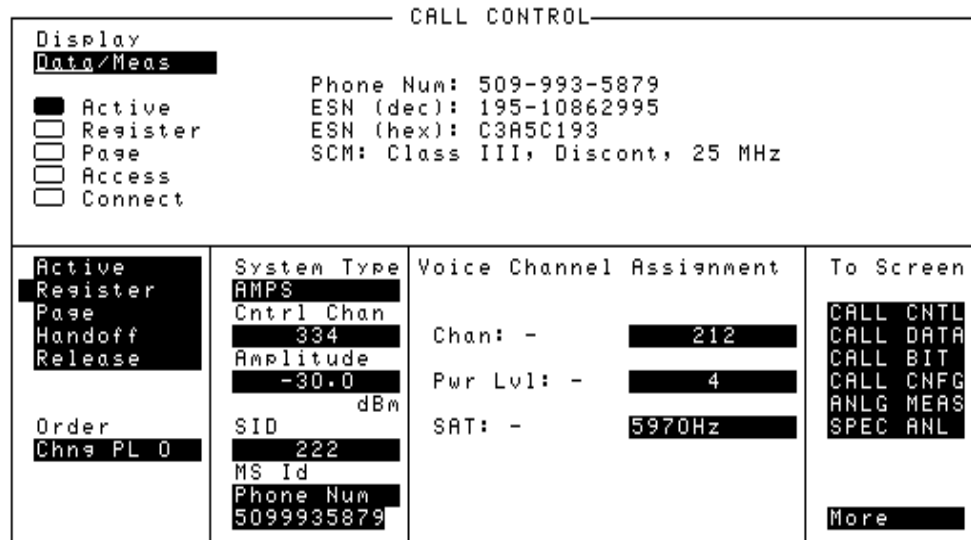 CALL CONTROL
Display
Data/Meas
Active
Register
Page
Access
Connect
Phone Num: 509-993-5879
ESN (dec): 195-10862995
ESN (hex): C3A5C193
SCM: Class III, Discont, 25 MHz
Active
Register
Page
Handoff
Release
Order
Chng PL 0
System Type
AMPS
Cntrl Chan
334
Amplitude
-30.0
dBm
SID
222
MS Id
Phone Num
5099935879
Voice Channel Assignment
Chan: - 212
Pwr Lvl: - 4
SAT: - 5970Hz
To Screen
CALL CNTL
CALL DATA
CALL BIT
CALL CNFG
ANLG MEAS
SPEC ANL
More